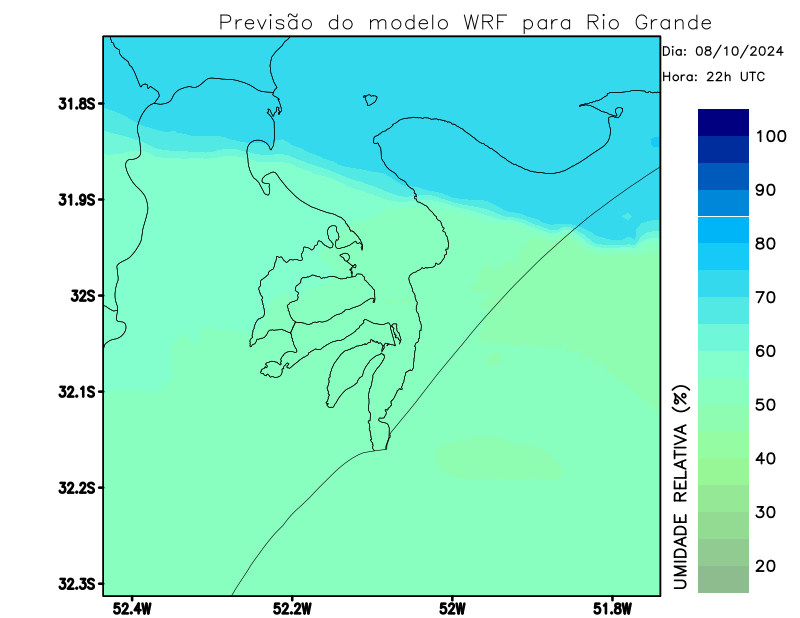 Previsão do modelo WRF para Rio Grande
Dia: 08/10/2024
Hora: 22h UTC
31.8S
31.9S
32S
32.1S
32.2S
32.3S
52.4W
52.2W
52W
51.8W
100
90
80
70
60
50
40
30
20
UMIDADE RELATIVA (%)